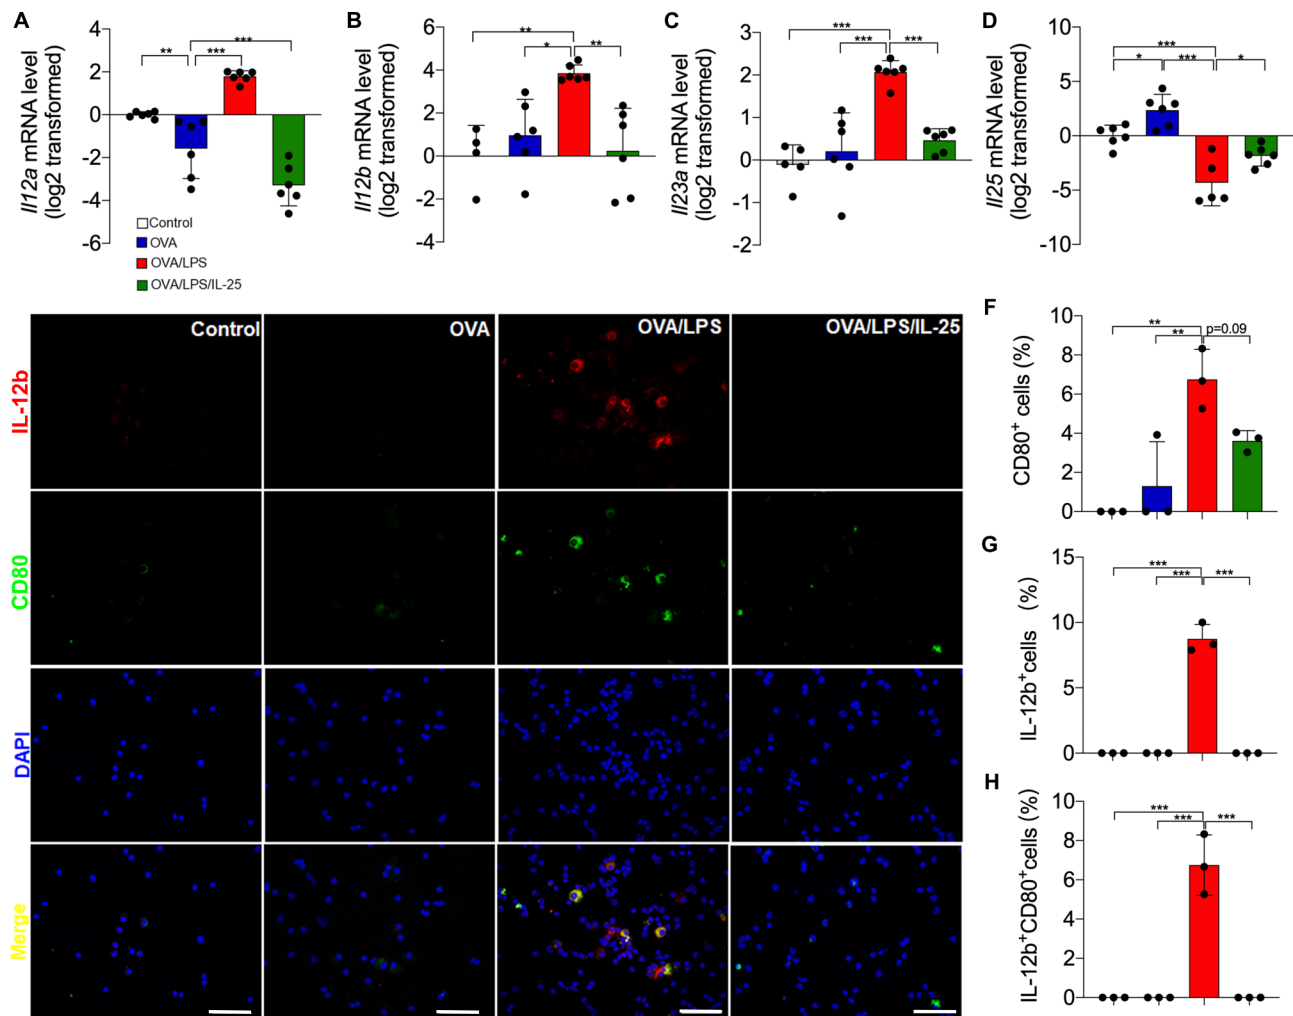 A
Il12a mRNA level
(log2 transformed)
4
2
0
-2
-4
-6
**
***
***
Control
OVA
OVA/LPS
OVA/LPS/IL-25
B
Il12b mRNA level
(log2 transformed)
6
4
2
0
-2
-4
**
*
**
C
Il23a mRNA level
(log2 transformed)
3
2
1
0
-1
-2
***
***
***
D
Il25 mRNA level
(log2 transformed)
10
5
0
-5
-10
***
*
***
*
Control
OVA
OVA/LPS
OVA/LPS/IL-25
IL-12b
CD80
DAPI
Merge
F
CD80+ cells (%)
10
8
6
4
2
0
**
**
p=0.09
G
IL-12b+cells (%)
15
10
5
0
***
***
***
H
IL-12b+CD80+cells (%)
10
8
6
4
2
0
***
***
***